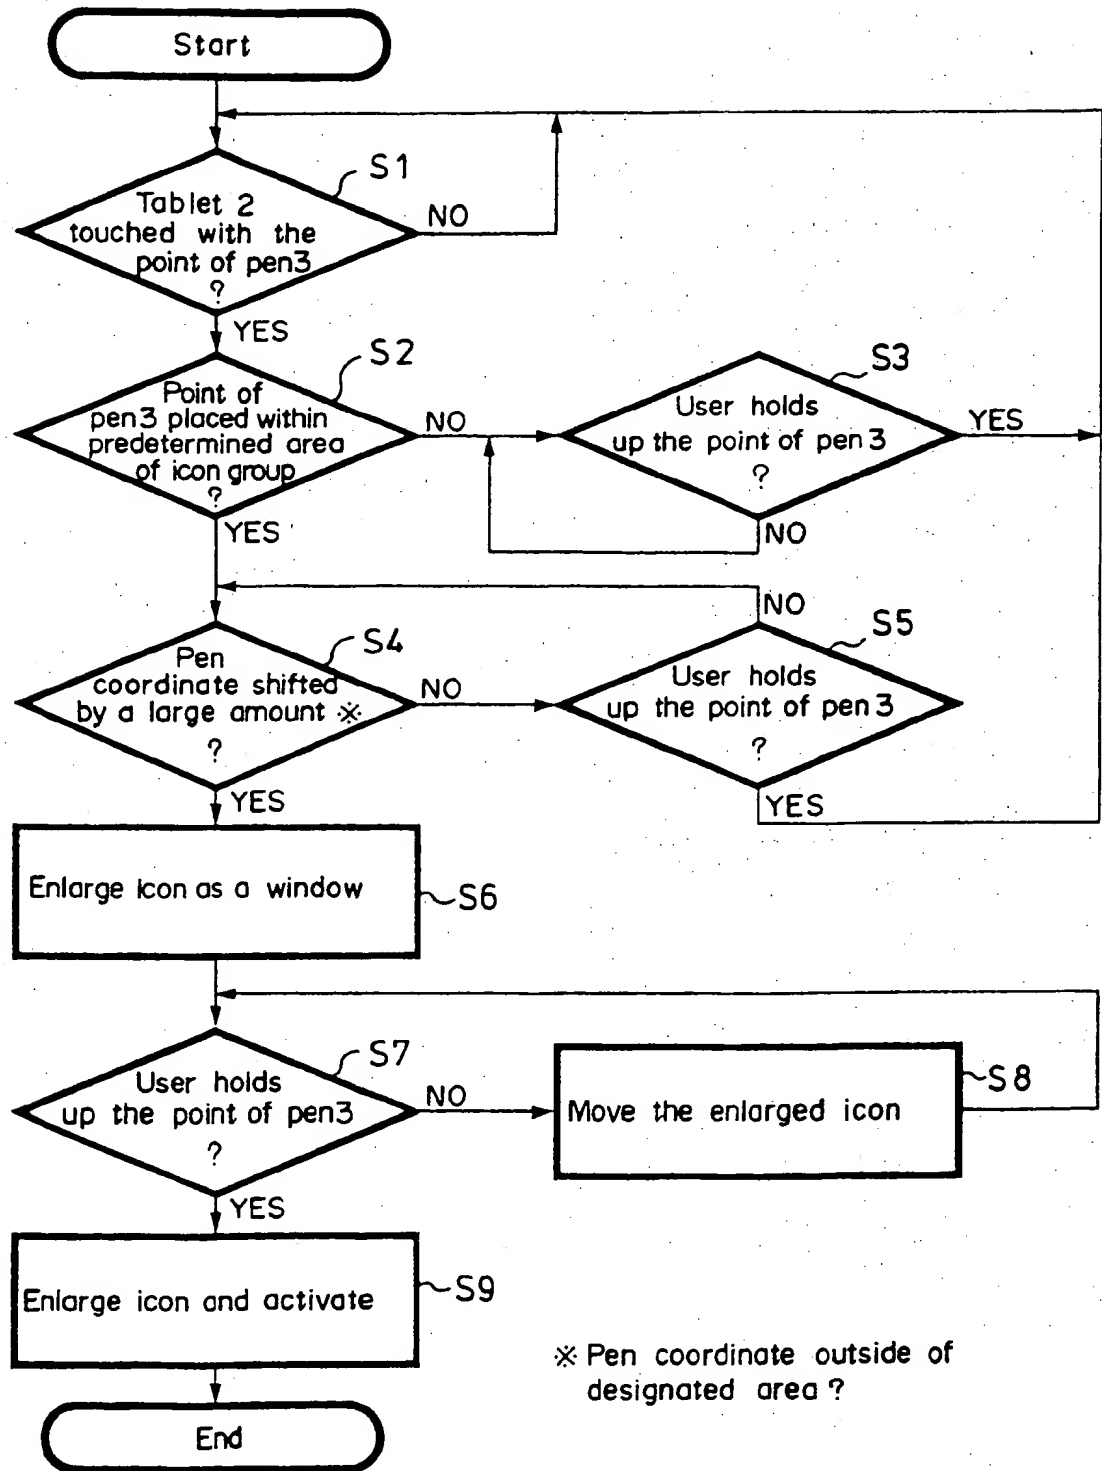 Start
S1
Tablet 2
touched with the
point of pen3
?
NO
YES
S2
Point of
pen3 placed within
predetermined area
of icon group
?
NO
YES
S3
User holds
up the point of pen 3
?
YES
NO
S4
Pen
coordinate shifted
by a large amount ※
?
NO
YES
NO
S5
User holds
up the point of pen 3
?
YES
Enlarge icon as a window
S6
S7
User holds
up the point of pen3
?
NO
YES
Move the enlarged icon
S8
Enlarge icon and activate
S9
※ Pen coordinate outside of
designated area ?
End